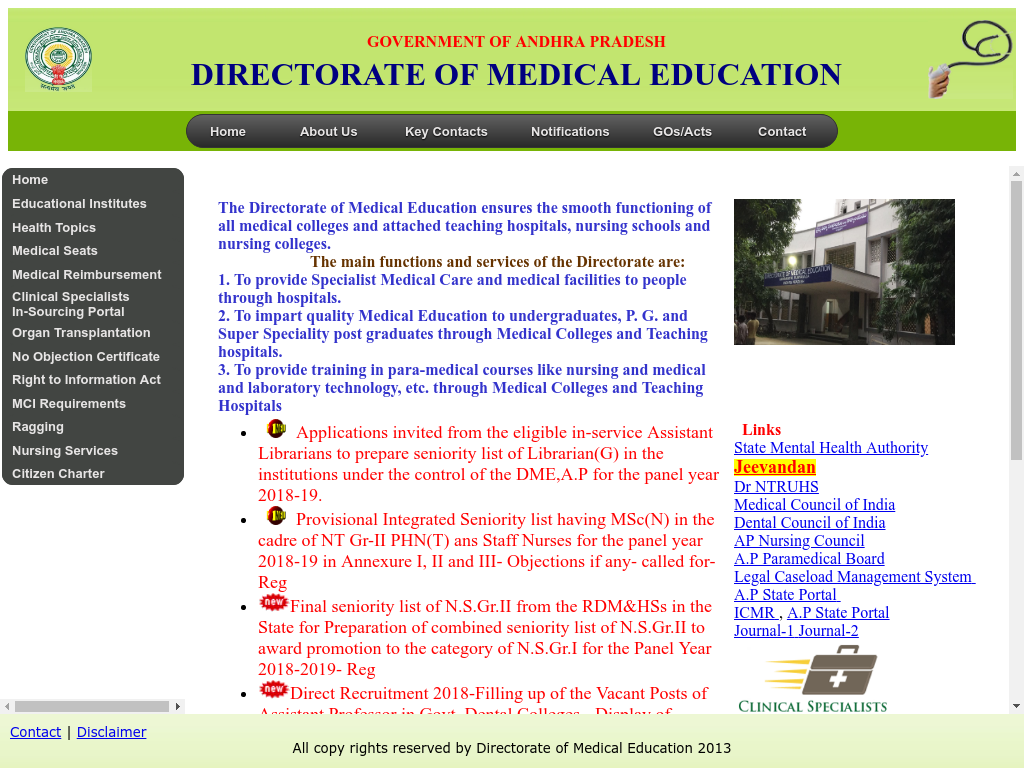 GOVERNMENT OF ANDHRA PRADESH
DIRECTORATE OF MEDICAL EDUCATION
Home
About Us
Key Contacts
Notifications
GOs/Acts
Contact
Home
Educational Institutes
Health Topics
Medical Seats
Medical Reimbursement
Clinical Specialists
In-Sourcing Portal
Organ Transplantation
No Objection Certificate
Right to Information Act
MCI Requirements
Ragging
Nursing Services
Citizen Charter
The Directorate of Medical Education ensures the smooth functioning of
all medical colleges and attached teaching hospitals, nursing schools and
nursing colleges.
The main functions and services of the Directorate are:
1. To provide Specialist Medical Care and medical facilities to people
through hospitals.
2. To impart quality Medical Education to undergraduates, P. G. and
Super Speciality post graduates through Medical Colleges and Teaching
hospitals.
3. To provide training in para-medical courses like nursing and medical
and laboratory technology, etc. through Medical Colleges and Teaching
Hospitals
Applications invited from the eligible in-service Assistant
Librarians to prepare seniority list of Librarian(G) in the
institutions under the control of the DME,A.P for the panel year
2018-19.
Provisional Integrated Seniority list having MSc(N) in the
cadre of NT Gr-II PHN(T) ans Staff Nurses for the panel year
2018-19 in Annexure I, II and III- Objections if any- called for-
Reg
new Final seniority list of N.S.Gr.II from the RDM&HSs in the
State for Preparation of combined seniority list of N.S.Gr.II to
award promotion to the category of N.S.Gr.I for the Panel Year
2018-2019- Reg
new Direct Recruitment 2018-Filling up of the Vacant Posts of
Assistant Professor in Govt. Dental Colleges - Display of
Links
State Mental Health Authority
Jeevandan
Dr NTRUHS
Medical Council of India
Dental Council of India
AP Nursing Council
A.P Paramedical Board
Legal Caseload Management System
A.P State Portal
ICMR , A.P State Portal
Journal-1 Journal-2
CLINICAL SPECIALISTS
Contact | Disclaimer
All copy rights reserved by Directorate of Medical Education 2013